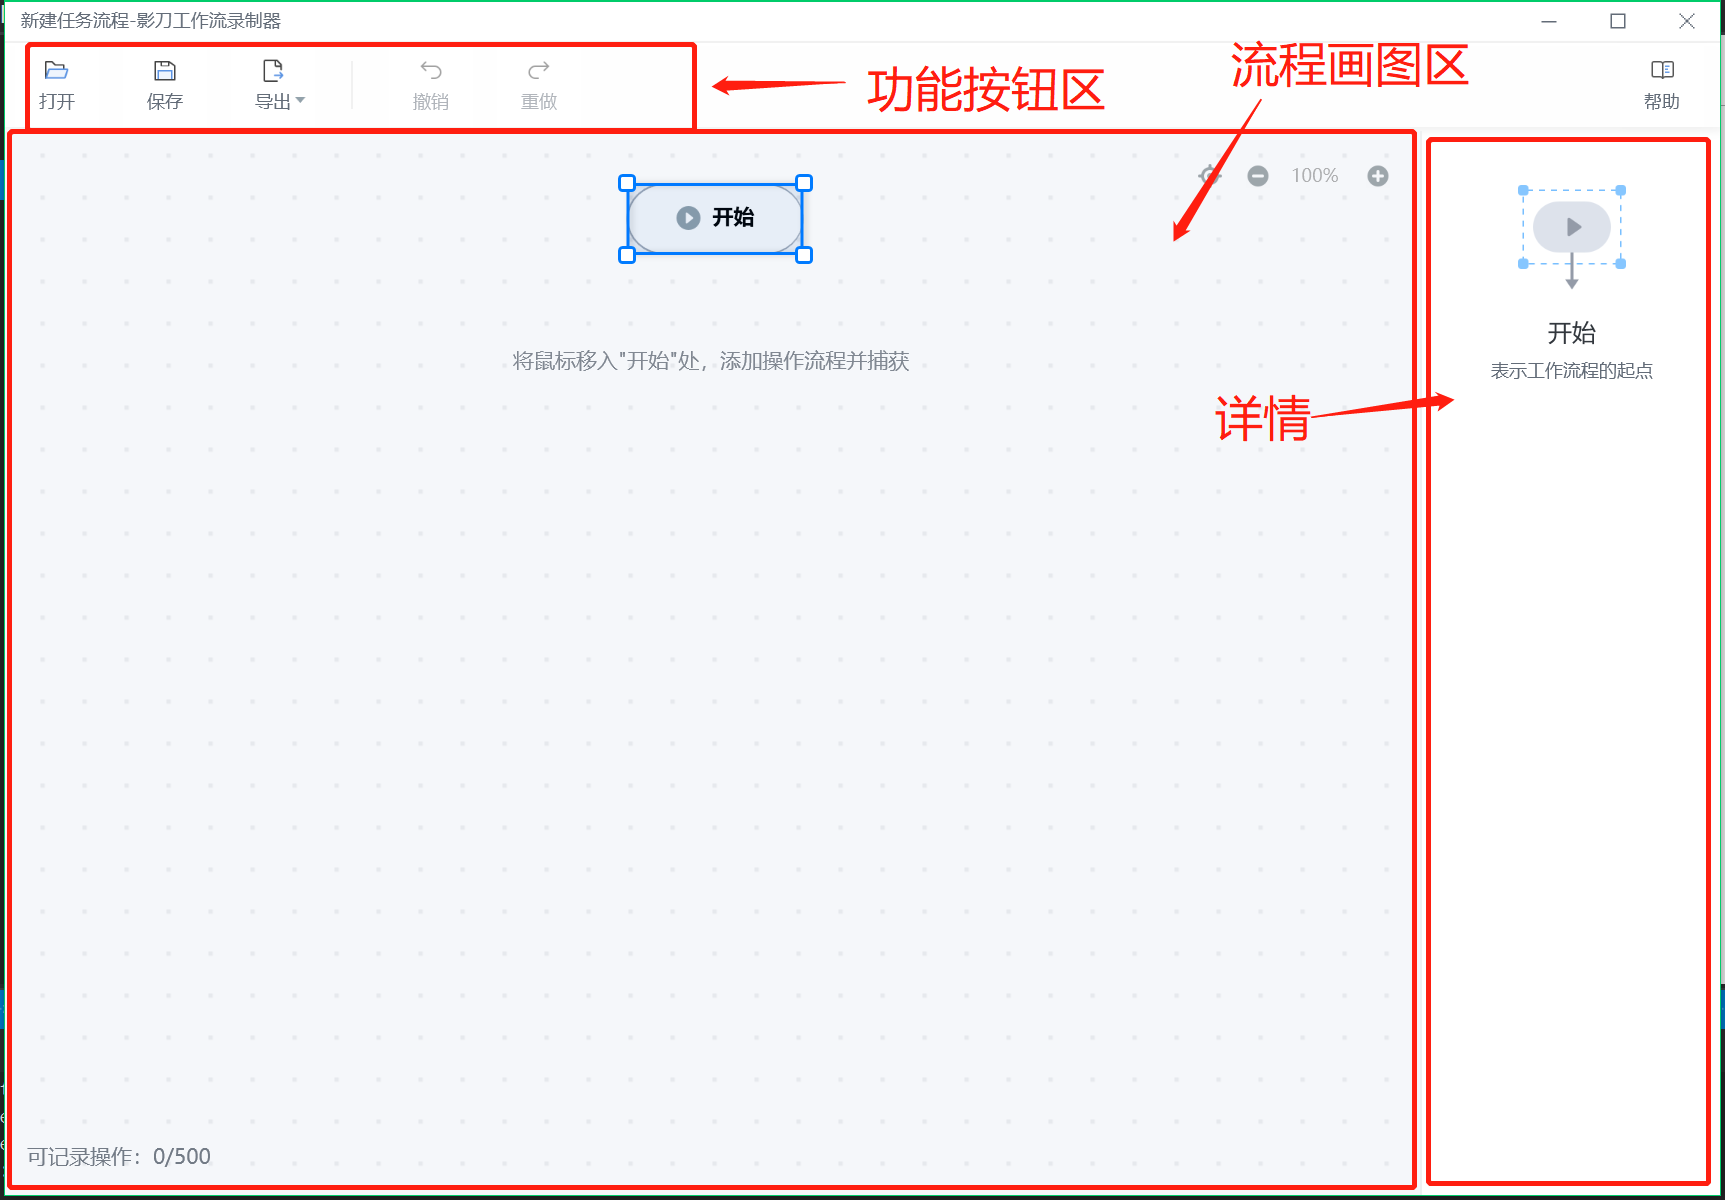 新建任务流程-影刀工作流录制器
打开
保存
导出
撤销
重做
功能按钮区
流程画图区
帮助
100%
开始
将鼠标移入"开始"处，添加操作流程并捕获
开始
表示工作流程的起点
详情
可记录操作：0/500